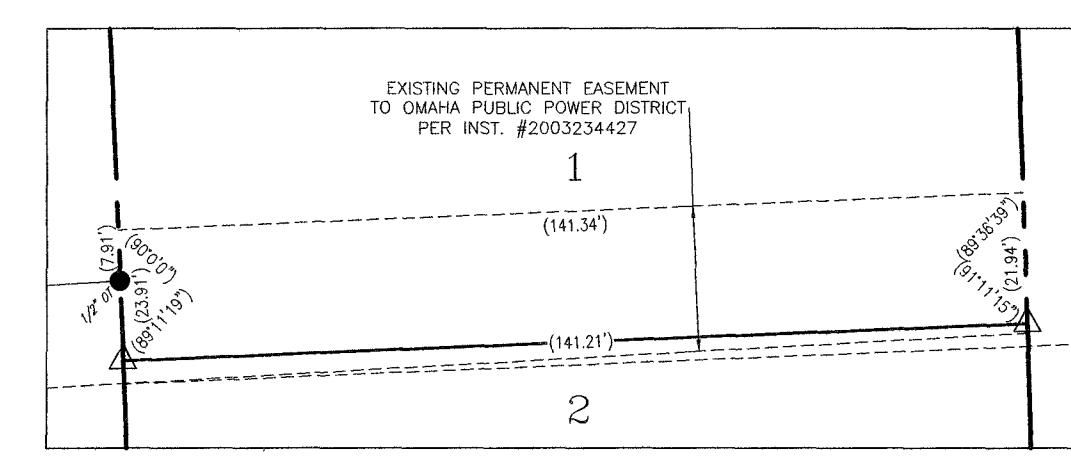 EXISTING PERMANENT EASEMENT
TO OMAHA PUBLIC POWER DISTRICT
PER INST. #2003234427
1
(141.34')
(7.91')
(90°0'0")
(89°36'39")
(21.94')
(91°11'15")
1/2" OT
(23.91')
(89°11'19")
(141.21')
2